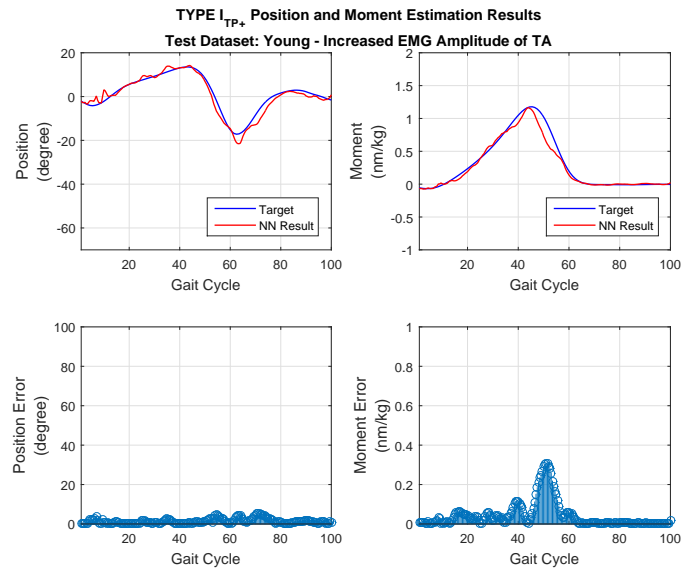 TYPE I_TP+ Position and Moment Estimation Results
Test Dataset: Young - Increased EMG Amplitude of TA
20
0
-20
-40
-60
Position
(degree)
Target
NN Result
20 40 60 80 100
Gait Cycle
2
1.5
1
0.5
0
-0.5
-1
Moment
(nm/kg)
Target
NN Result
20 40 60 80 100
Gait Cycle
100
80
60
40
20
0
Position Error
(degree)
20 40 60 80 100
Gait Cycle
1
0.8
0.6
0.4
0.2
0
Moment Error
(nm/kg)
20 40 60 80 100
Gait Cycle